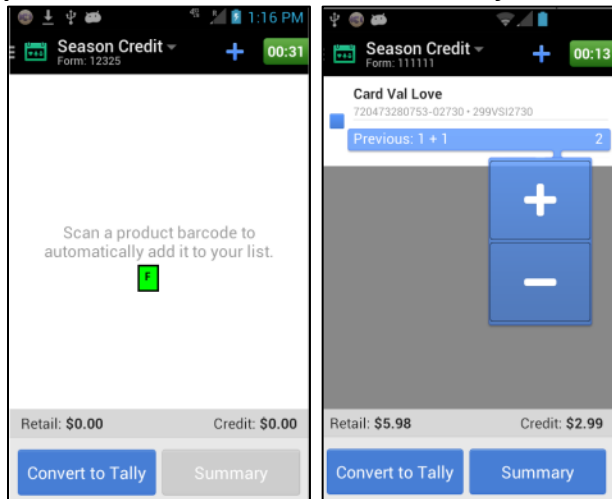 4G R 1:16 PM
Season Credit
Form: 12325
+ 00:31
Scan a product barcode to
automatically add it to your list.
F
Retail: $0.00 Credit: $0.00
Convert to Tally Summary
Season Credit
Form: 111111
+ 00:13
Card Val Love
720473280753-02730 • 299VSI2730
Previous: 1 + 1 2
+
−
Retail: $5.98 Credit: $2.99
Convert to Tally Summary